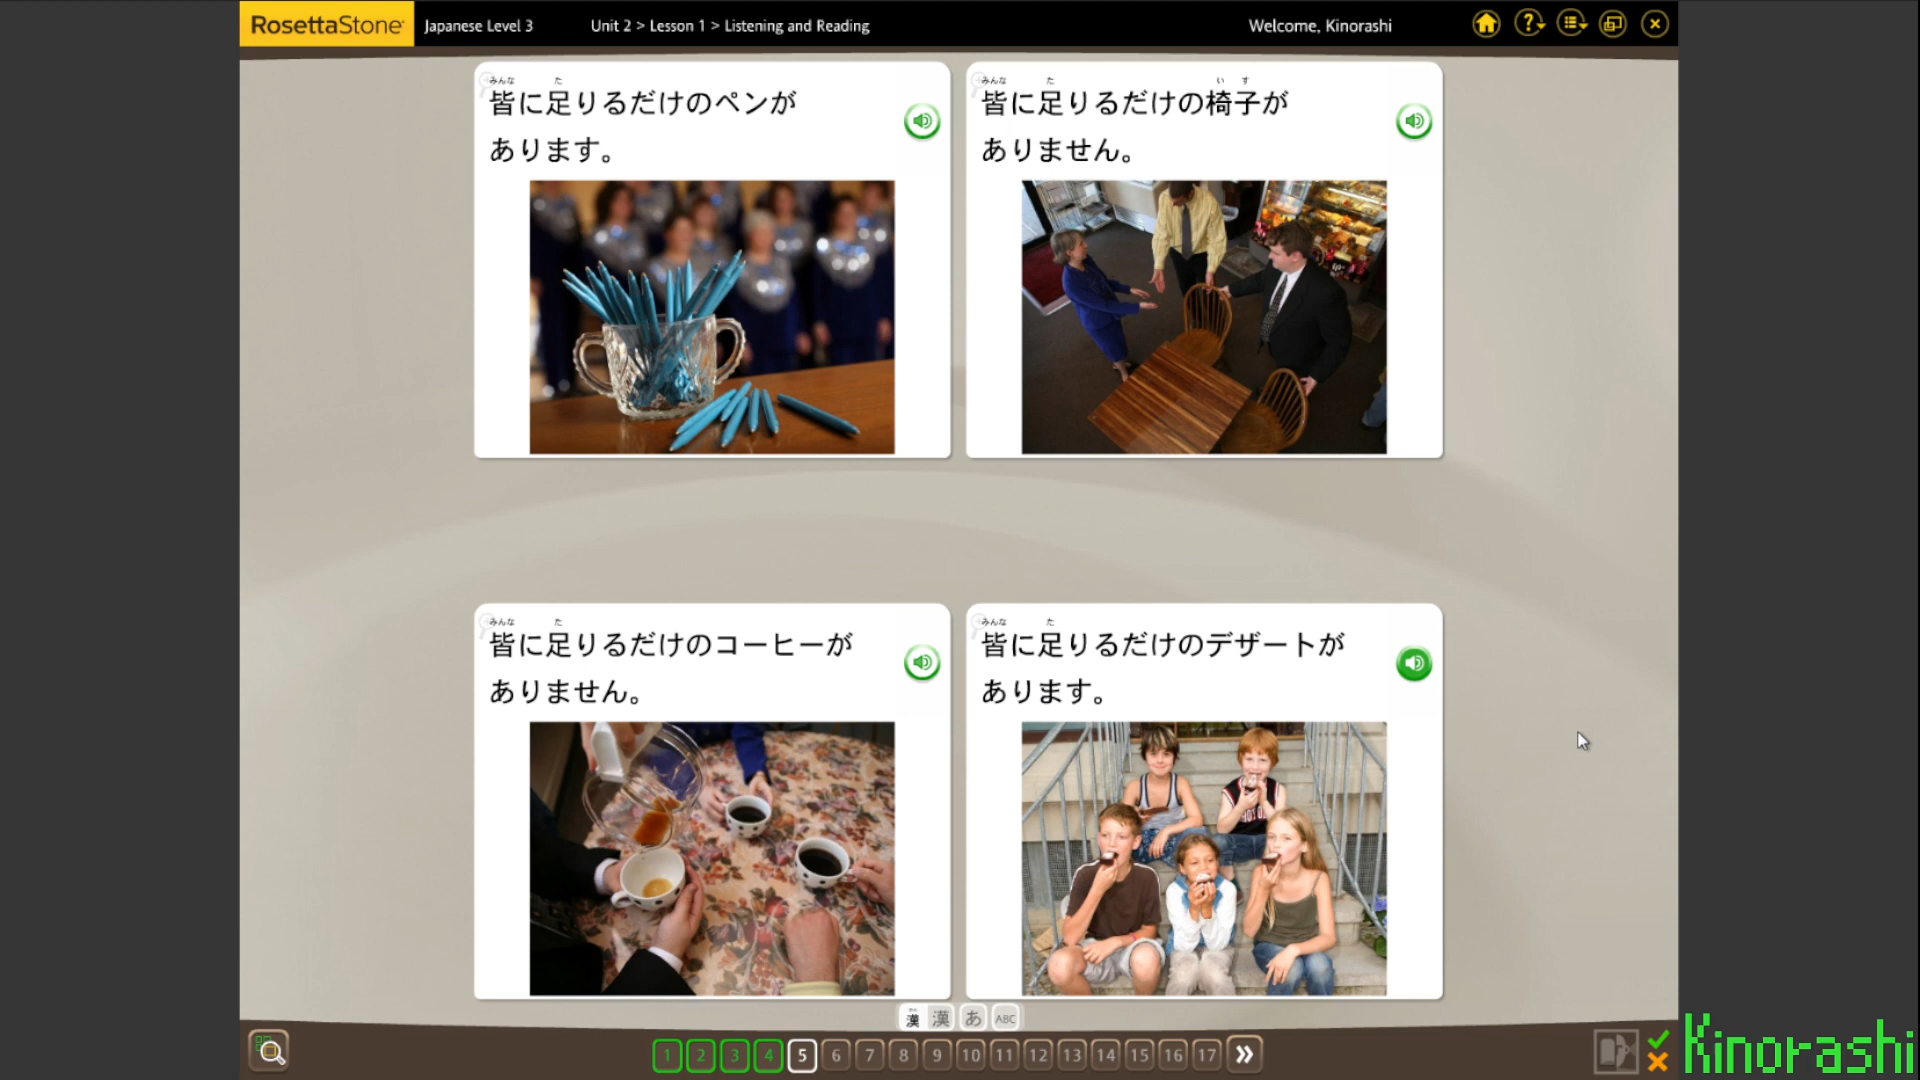 RosettaStone Japanese Level 3 Unit 2 > Lesson 1 > Listening and Reading Welcome, Kinorashi
みんな た
皆に足りるだけのペンが
あります。
みんな た い す
皆に足りるだけの椅子が
ありません。
みんな た
皆に足りるだけのコーヒーが
ありません。
みんな た
皆に足りるだけのデザートが
あります。
漢 漢 あ ABC
1 2 3 4 5 6 7 8 9 10 11 12 13 14 15 16 17
Kinorashi